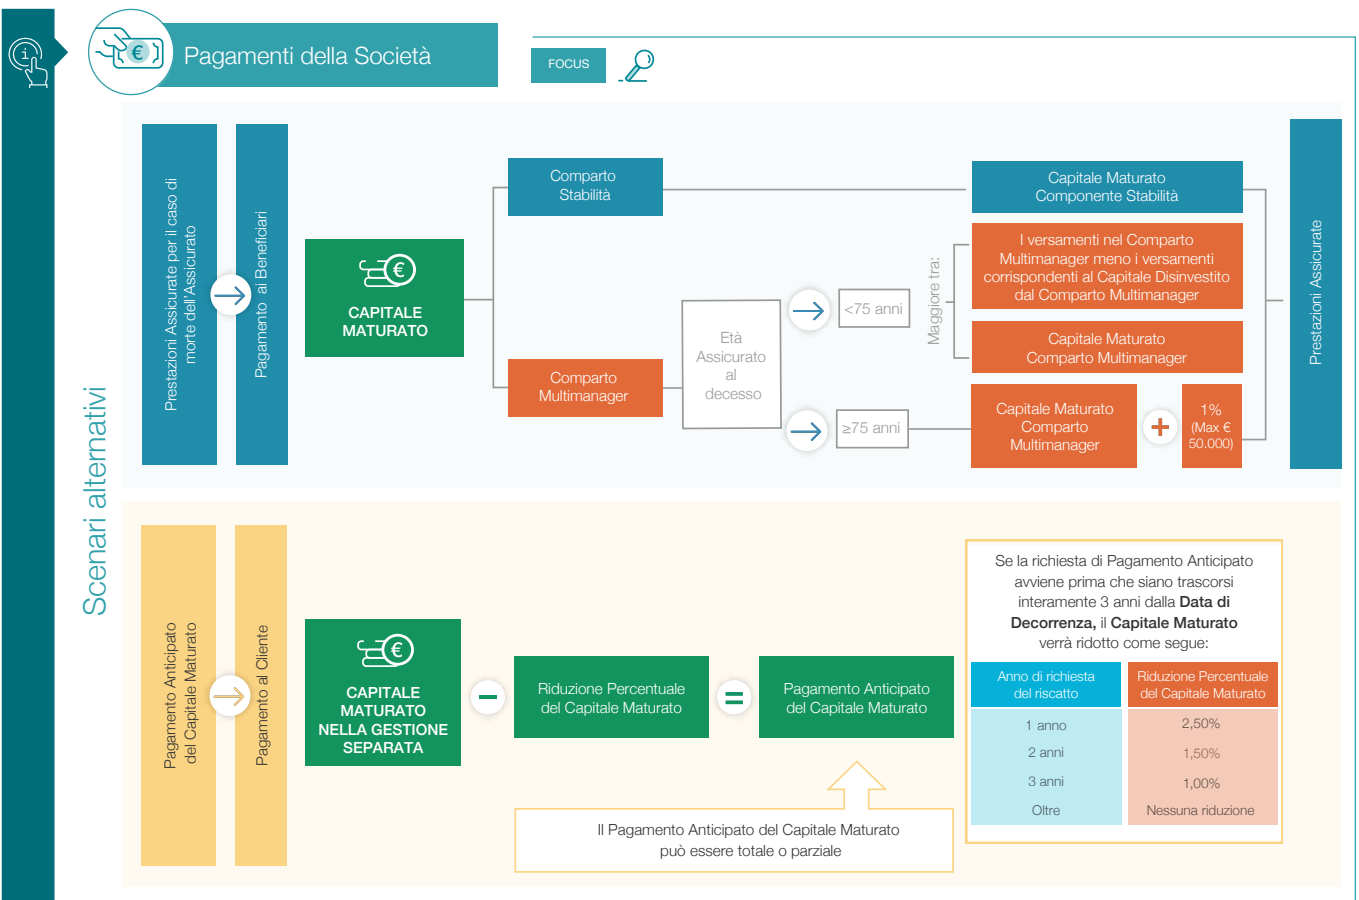 Pagamenti della Società
FOCUS
Scenari alternativi
Prestazioni Assicurate per il caso di
morte dell'Assicurato
Pagamento ai Beneficiari
€
CAPITALE
MATURATO
Comparto
Stabilità
Comparto
Multimanager
Età
Assicurato
al
decesso
<75 anni
≥75 anni
Maggiore tra:
Capitale Maturato
Componente Stabilità
I versamenti nel Comparto
Multimanager meno i versamenti
corrispondenti al Capitale Disinvestito
dal Comparto Multimanager
Capitale Maturato
Comparto Multimanager
Capitale Maturato
Comparto
Multimanager
+
1%
(Max €
50.000)
Prestazioni Assicurate
Pagamento Anticipato
del Capitale Maturato
Pagamento al Cliente
€
CAPITALE
MATURATO
NELLA GESTIONE
SEPARATA
−
Riduzione Percentuale
del Capitale Maturato
=
Pagamento Anticipato
del Capitale Maturato
Il Pagamento Anticipato del Capitale Maturato
può essere totale o parziale
Se la richiesta di Pagamento Anticipato
avviene prima che siano trascorsi
interamente 3 anni dalla Data di
Decorrenza, il Capitale Maturato
verrà ridotto come segue:
Anno di richiesta
del riscatto
Riduzione Percentuale
del Capitale Maturato
1 anno
2,50%
2 anni
1,50%
3 anni
1,00%
Oltre
Nessuna riduzione